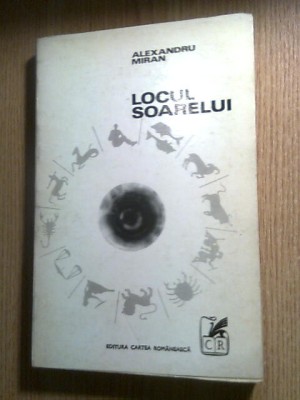 ALEXANDRU
MIRAN
LOCUL
SOARELUI
EDITURA CARTEA ROMÂNEASCĂ
C R